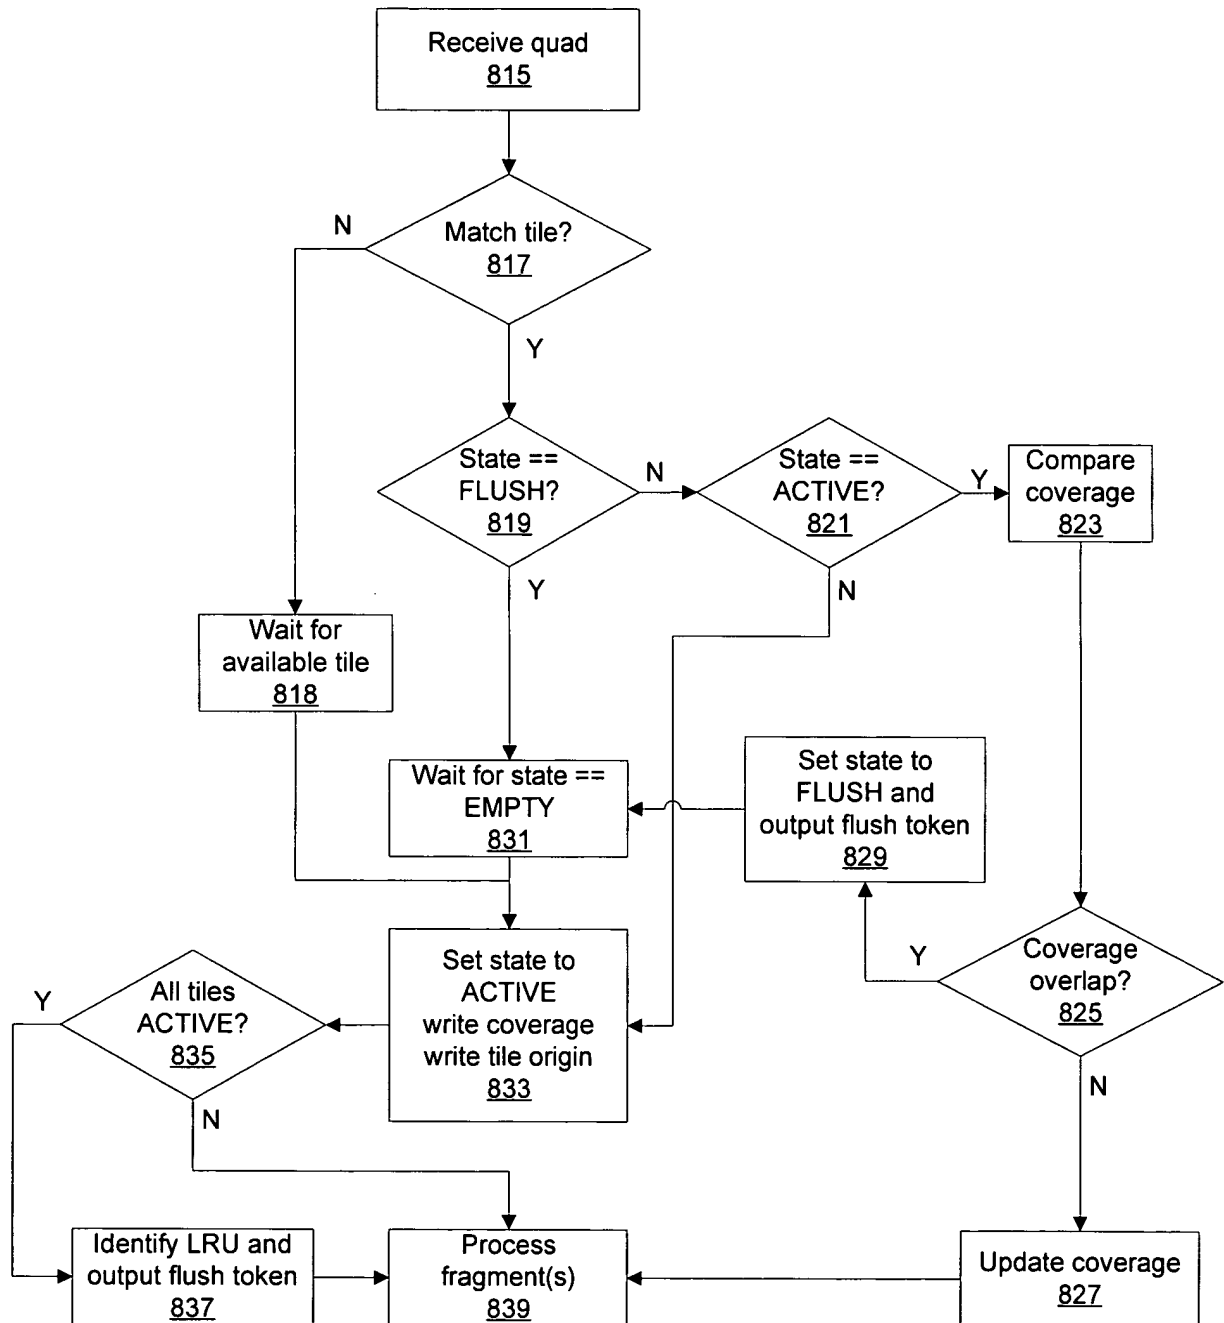 Receive quad
815
N
Match tile?
817
Y
State ==
FLUSH?
819
N
State ==
ACTIVE?
821
Y
Compare
coverage
823
Y
N
Wait for
available tile
818
Wait for state ==
EMPTY
831
Set state to
FLUSH and
output flush token
829
Y
Coverage
overlap?
825
N
Y
All tiles
ACTIVE?
835
N
Set state to
ACTIVE
write coverage
write tile origin
833
Identify LRU and
output flush token
837
Process
fragment(s)
839
Update coverage
827